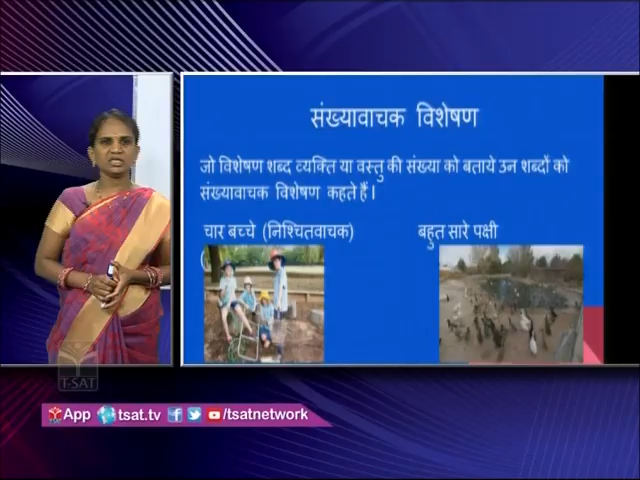 संख्यावाचक विशेषण
जो विशेषण शब्द व्यक्ति या वस्तु की संख्या को बताये उन शब्दों को
संख्यावाचक विशेषण कहते हैं।
चार बच्चे (निश्चितवाचक)
बहुत सारे पक्षी
T-SAT
App tsat.tv /tsatnetwork